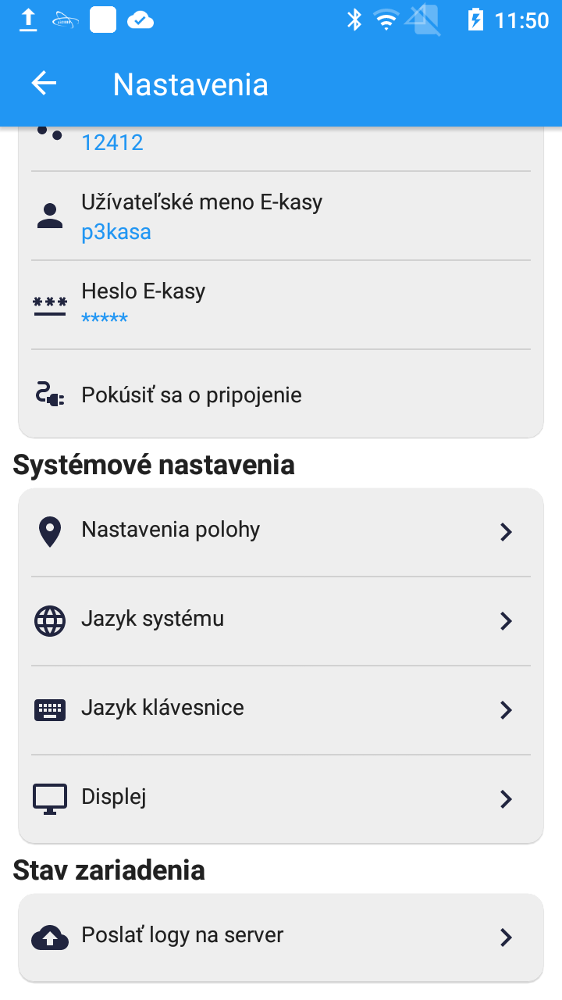 11:50
Nastavenia
12412
Užívateľské meno E-kasy
p3kasa
Heslo E-kasy
*****
Pokúsiť sa o pripojenie
Systémové nastavenia
Nastavenia polohy
Jazyk systému
Jazyk klávesnice
Displej
Stav zariadenia
Poslať logy na server